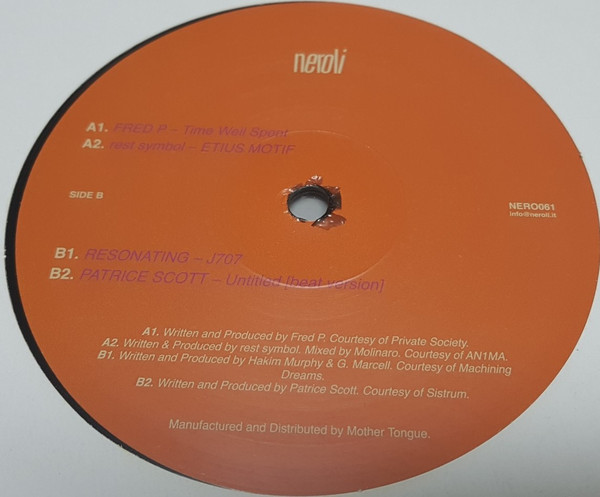 neroli
A1. FRED P. – Time Well Spent
A2. rest symbol – ETIUS MOTIF
SIDE B
NERO061
info@neroli.it
B1. RESONATING – J707
B2. PATRICE SCOTT – Untitled [beat version]
A1. Written and Produced by Fred P. Courtesy of Private Society.
A2. Written & Produced by rest symbol. Mixed by Molinaro. Courtesy of AN1MA.
B1. Written and Produced by Hakim Murphy & G. Marcell. Courtesy of Machining
Dreams.
B2. Written and Produced by Patrice Scott. Courtesy of Sistrum.
Manufactured and Distributed by Mother Tongue.